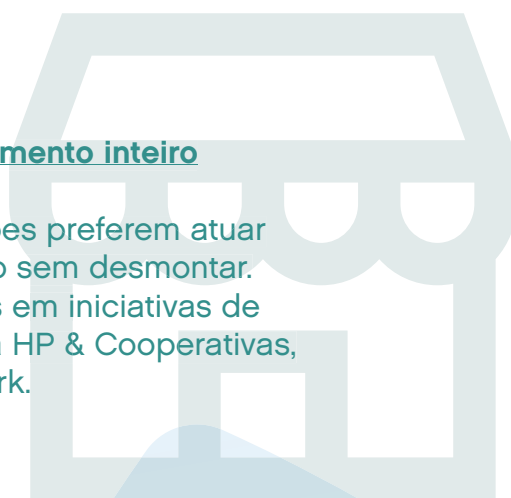 mento inteiro
es preferem atuar
o sem desmontar.
s em iniciativas de
HP & Cooperativas,
rk.